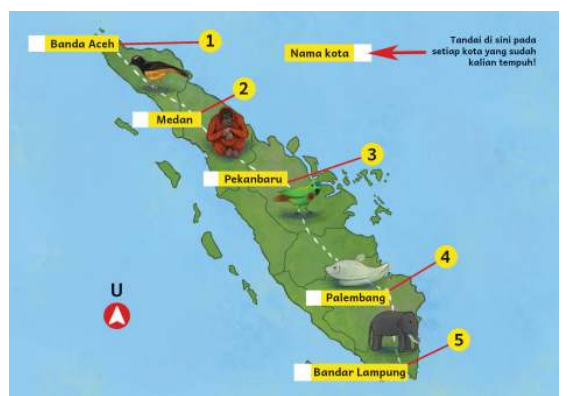 Banda Aceh
1
Nama kota
Tandai di sini pada
setiap kota yang sudah
kalian tempuh!
2
Medan
3
Pekanbaru
4
Palembang
U
5
Bandar Lampung